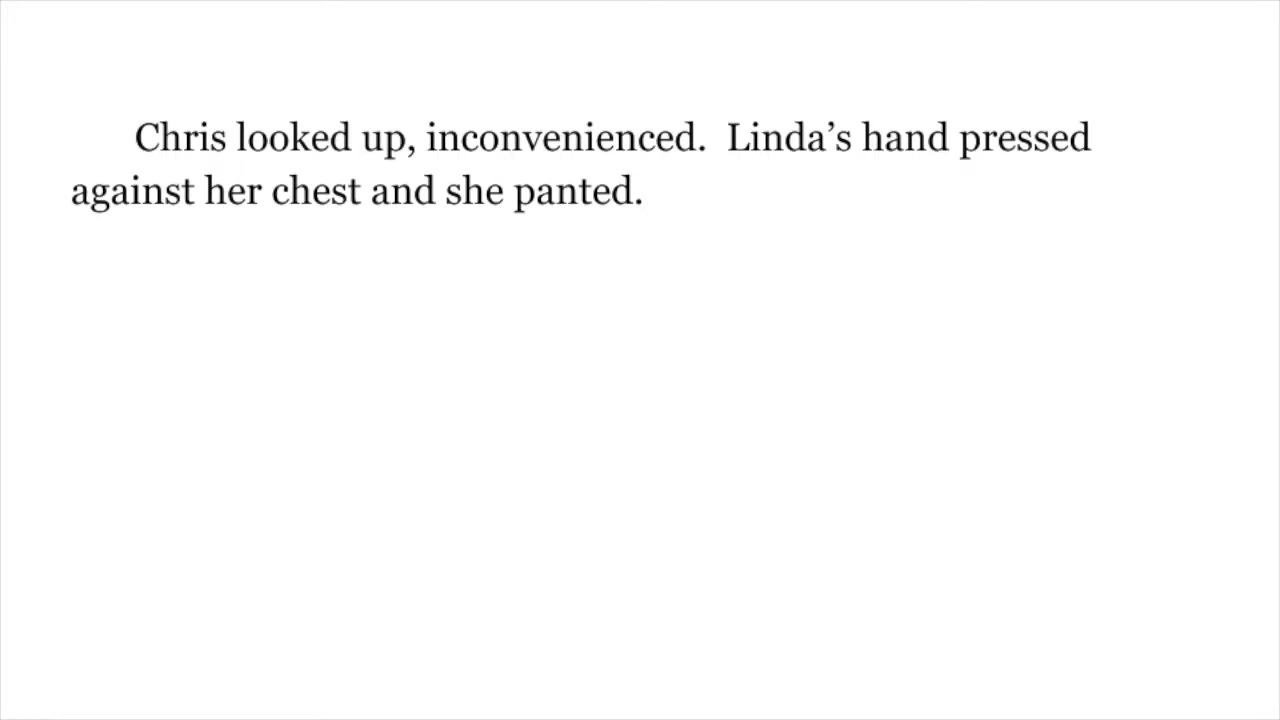 Chris looked up, inconvenienced.  Linda’s hand pressed
against her chest and she panted.